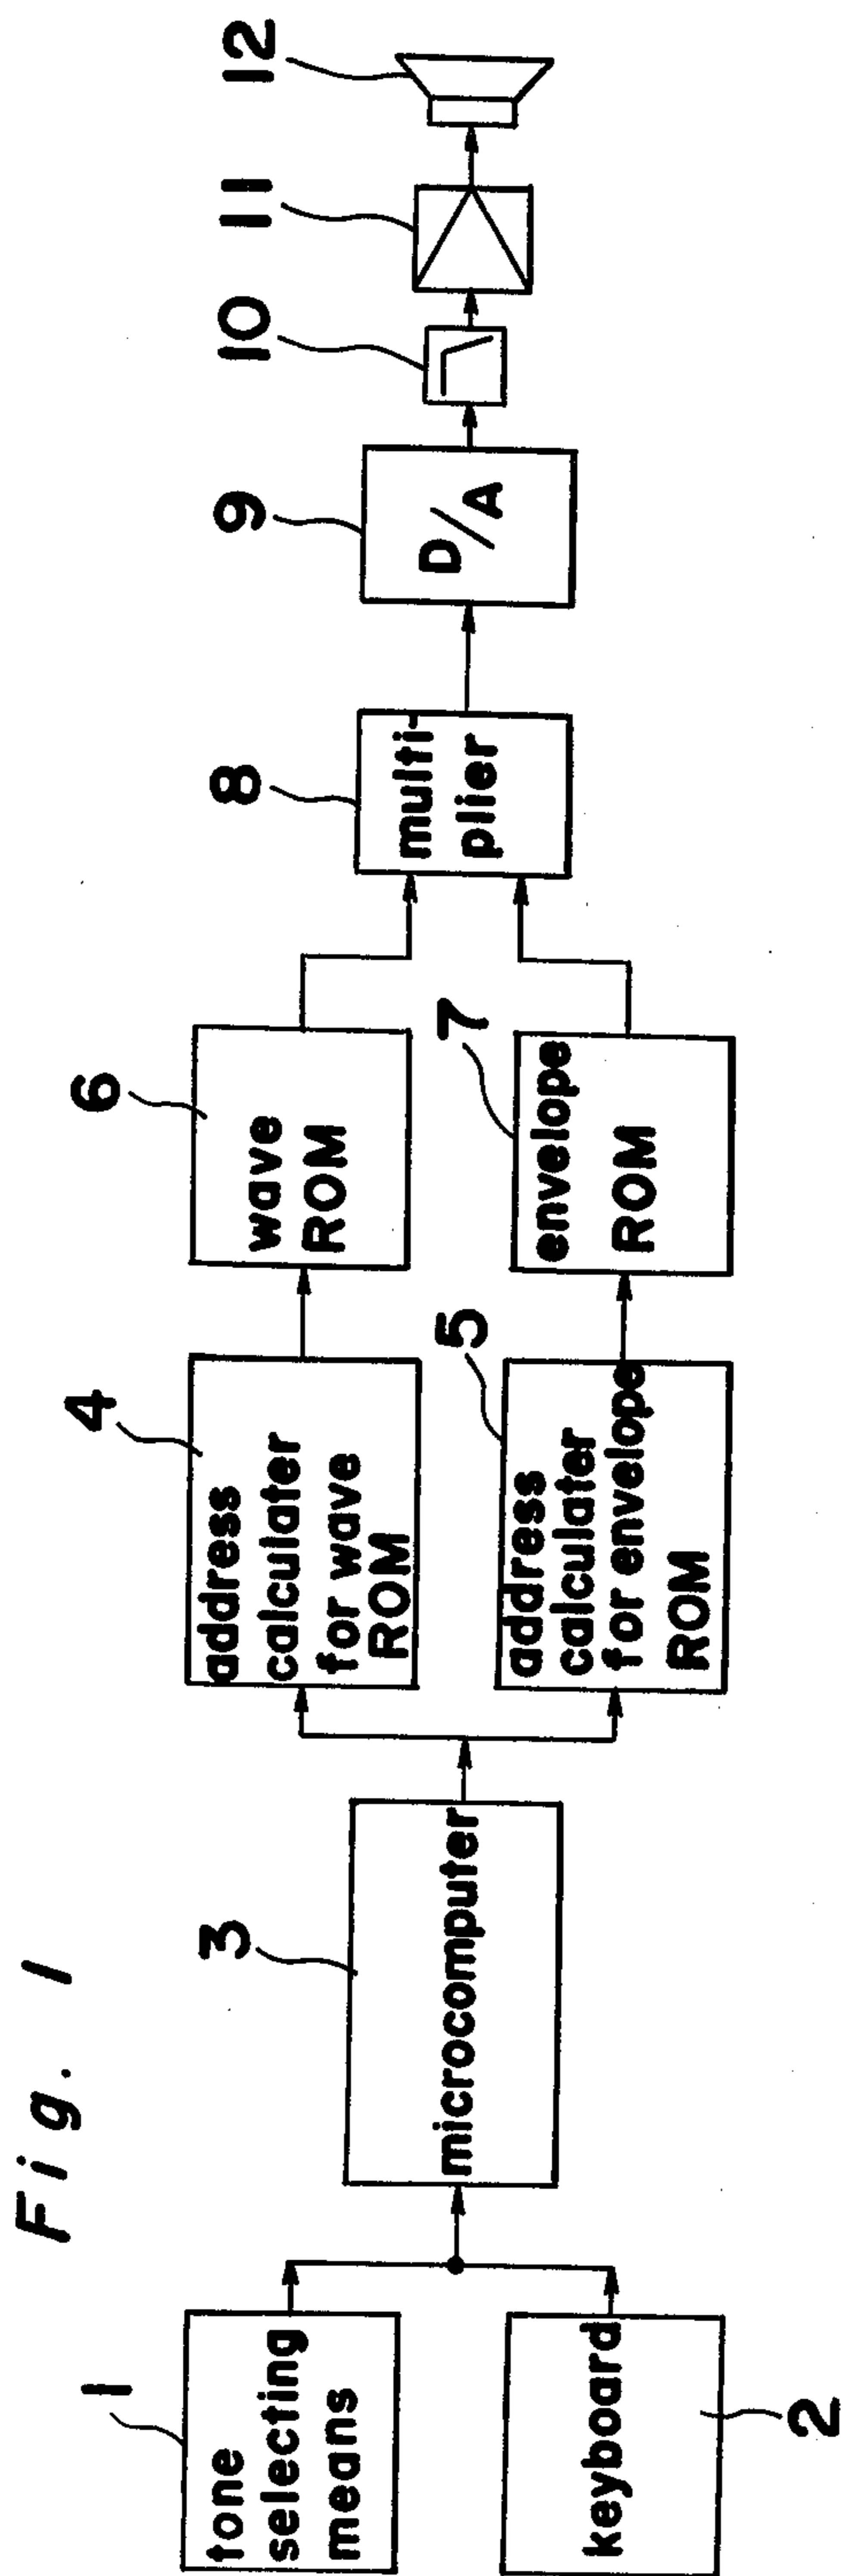 Fig. 1
1
tone
selecting
means
2
keyboard
3
microcomputer
4
address
calculater
for wave
ROM
5
address
calculater
for envelope
ROM
6
wave
ROM
7
envelope
ROM
8
multi-
plier
9
D/A
10
11
12